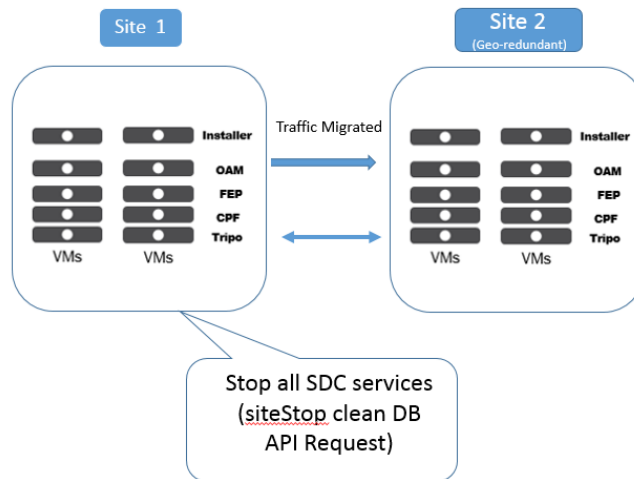 Site 1
Site 2
(Geo-redundant)
Installer
OAM
FEP
CPF
Tripo
VMs VMs
Traffic Migrated
Installer
OAM
FEP
CPF
Tripo
VMs VMs
Stop all SDC services
(siteStop clean DB
API Request)